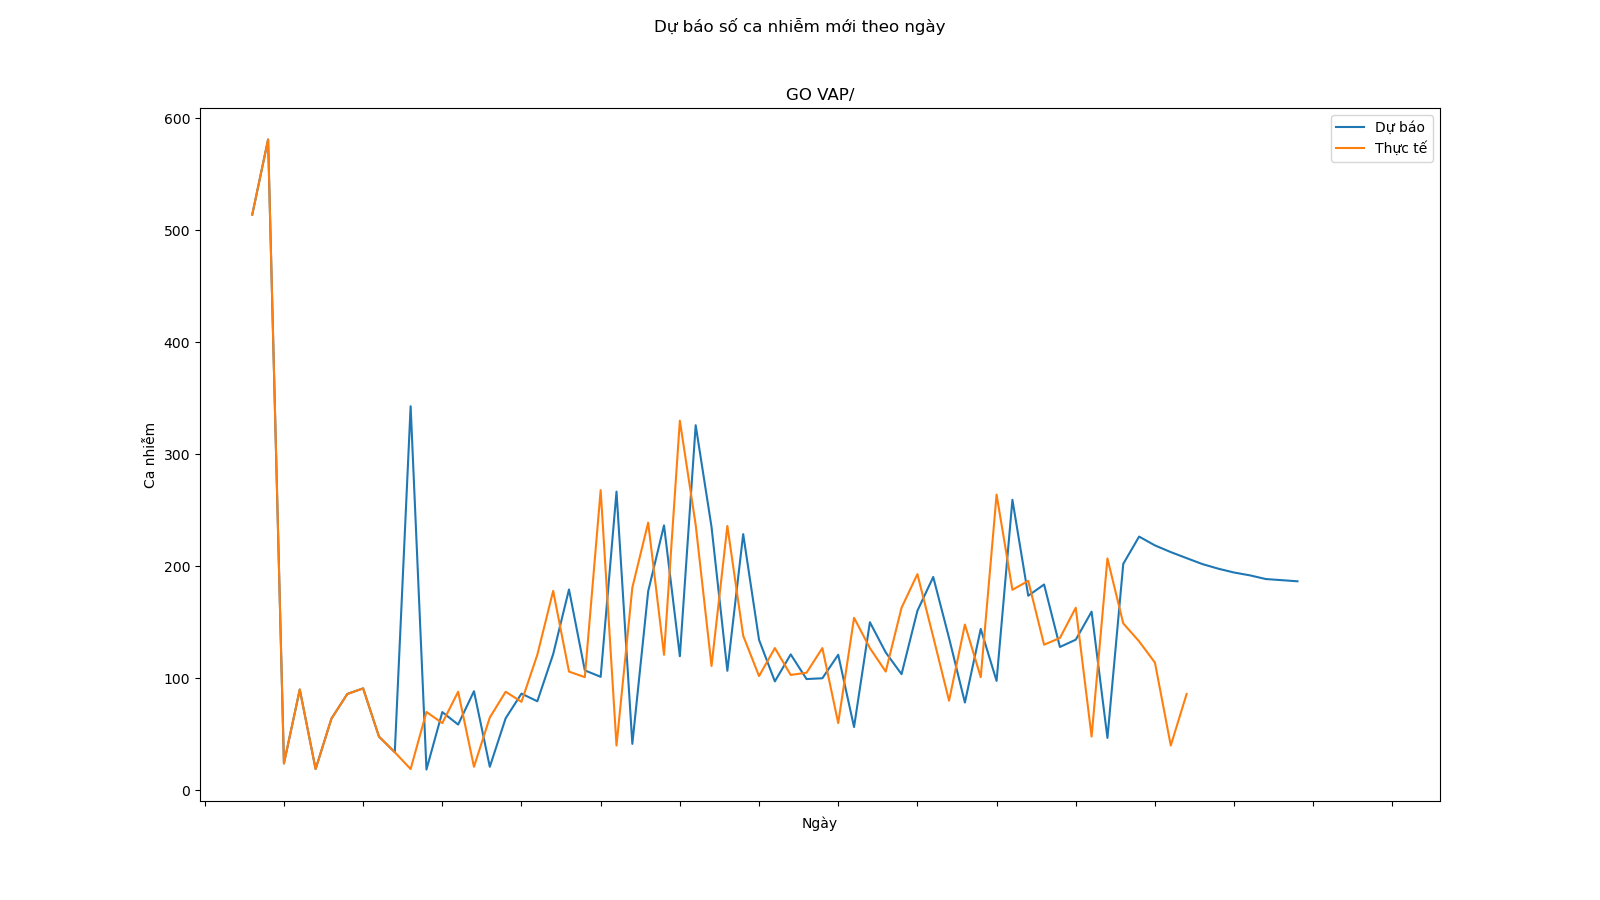 Dự báo số ca nhiễm mới theo ngày
GO VAP/
Dự báo
Thực tế
600
500
400
300
200
100
0
Ca nhiễm
Ngày